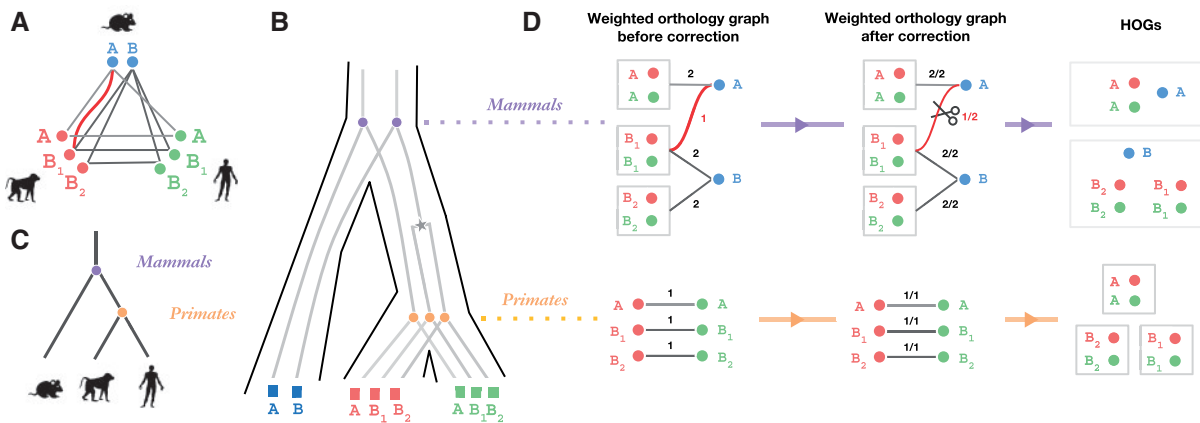 A
A B
A
B1
B2
A
B1
B2
B
Mammals
Primates
A B
A B1 B2
A B1B2
C
Mammals
Primates
D
Weighted orthology graph
before correction
Weighted orthology graph
after correction
HOGs
A
A
2
A
1
B1
B1
2
B
B2
B2
2
A
A
2/2
A
1/2
B1
B1
2/2
B
B2
B2
2/2
A
A
A
B
B2
B1
B2
B1
A
1
A
B1
1
B1
B2
1
B2
A
1/1
A
B1
1/1
B1
B2
1/1
B2
A
A
B2
B2
B1
B1